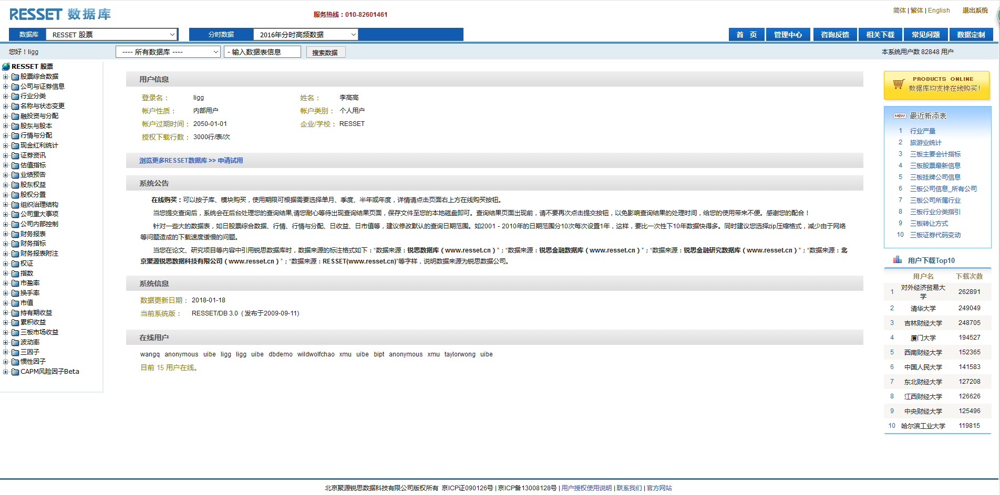 RESSET 数据库
服务热线：010-82601461
简体 | 繁体 | English 退出系统
数据库 RESSET 股票 分时数据 2016年分时高频数据
首 页 管理中心 咨询反馈 相关下载 常见问题 数据定制
您好！ligg ---- 所有数据库 ---- - 输入数据表信息 搜索数据 本系统用户数 82848 用户
RESSET 股票
股票综合数据
公司与证券信息
行业分类
名称与状态变更
融投资与分配
股东与股本
行情与分配
现金红利统计
证券资讯
估值指标
业绩预告
股东权益
股权分置
组织治理结构
公司重大事项
公司内部控制
财务报表
财务指标
财务报表附注
权证
指数
市盈率
换手率
市值
持有期收益
累积收益
三板市场收益
波动率
三因子
惯性因子
CAPM风险因子Beta
用户信息
登录名： ligg 姓名： 李高高
帐户性质： 内部用户 帐户类别： 个人用户
帐户过期时间： 2050-01-01 企业/学校： RESSET
授权下载行数： 3000行/表/次
浏览更多RESSET数据库 >> 申请试用
系统公告
在线购买：可以按子库、模块购买，使用期限可根据需要选择单月、季度、半年或年度，详情请点击页面右上方在线购买按钮。
当您提交查询后，系统会在后台处理您的查询结果,请您耐心等待出现查询结果页面，保存文件至您的本地磁盘即可。查询结果页面出现前，请不要再次点击提交按钮，以免影响查询结果的处理时间，给您的使用带来不便。感谢您的配合！
针对一些大的数据表，如日股票综合数据、行情、行情与分配、日收益、日市值等，建议修改默认的查询日期范围。如2001－2010年的日期范围分10次每次设置1年，这样，要比一次性下10年数据快得多。同时建议您选择zip压缩格式，减少由于网络
等问题造成的下载速度缓慢的问题。
当您在论文、研究项目等内容中引用锐思数据库时，数据来源的标注格式如下：“数据来源：锐思数据库（www.resset.cn）”；“数据来源：锐思金融数据库（www.resset.cn）”；“数据来源：锐思金融研究数据库（www.resset.cn）”；“数据来源：北
京聚源锐思数据科技有限公司（www.resset.cn）”；“数据来源：RESSET(www.resset.cn)”等字样，说明数据来源为锐思数据公司。
系统信息
数据更新日期： 2018-01-18
当前系统版： RESSET/DB 3.0（发布于2009-09-11)
在线用户
wangq anonymous uibe ligg ligg uibe dbdemo wildwolfchao xmu uibe bipt anonymous xmu taylorwong uibe
目前 15 用户在线。
PRODUCTS ONLINE
数据库均支持在线购买！
NEW 最近新添表
1 行业产量
2 旅游业统计
3 三板主要会计指标
4 三板股票最新信息
5 三板挂牌公司信息
6 三板公司信息_所有公司
7 三板公司所属行业
8 三板行业分类指引
9 三板转让方式
10 三板证券代码变动
用户下载Top10
用户名 下载次数
1 对外经济贸易大学 262891
2 清华大学 249049
3 吉林财经大学 248705
4 厦门大学 194527
5 西南财经大学 152365
6 中国人民大学 141583
7 东北财经大学 127208
8 江西财经大学 126626
9 中央财经大学 125496
10 哈尔滨工业大学 119815
北京聚源锐思数据科技有限公司版权所有 京ICP证090126号 | 京ICP备13008128号 | 用户授权使用说明 | 联系我们 | 官方网站